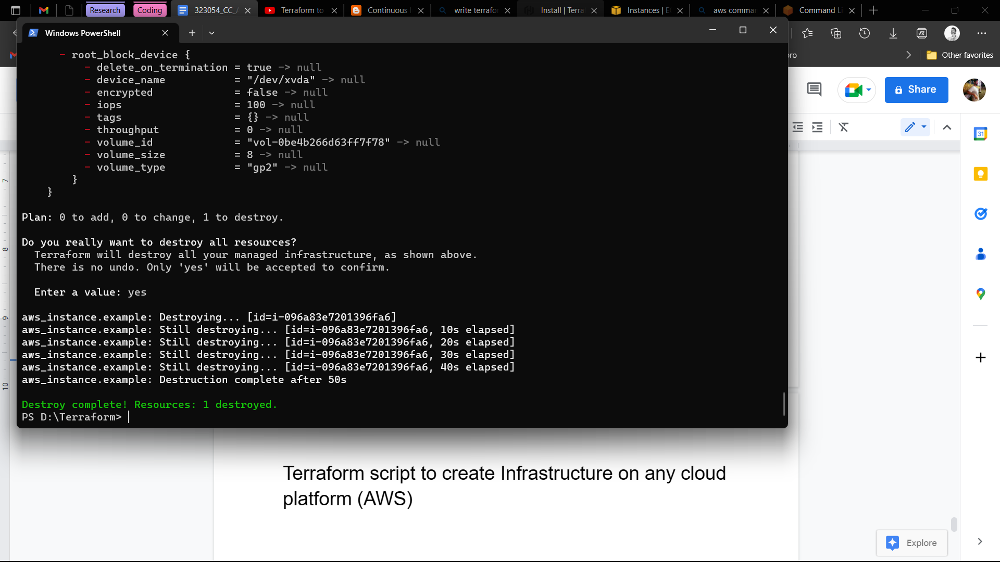 Research
Coding
323054_CC_
Terraform to
Continuous
write terrafo
Install | Terra
Instances | E
aws commar
Command Li
Windows PowerShell
pro
Other favorites
- root_block_device {
- delete_on_termination = true -> null
- device_name = "/dev/xvda" -> null
- encrypted = false -> null
- iops = 100 -> null
- tags = {} -> null
- throughput = 0 -> null
- volume_id = "vol-0be4b266d63ff7f78" -> null
- volume_size = 8 -> null
- volume_type = "gp2" -> null
}
}
Share
31
Plan: 0 to add, 0 to change, 1 to destroy.
Do you really want to destroy all resources?
Terraform will destroy all your managed infrastructure, as shown above.
There is no undo. Only 'yes' will be accepted to confirm.
Enter a value: yes
aws_instance.example: Destroying... [id=i-096a83e7201396fa6]
aws_instance.example: Still destroying... [id=i-096a83e7201396fa6, 10s elapsed]
aws_instance.example: Still destroying... [id=i-096a83e7201396fa6, 20s elapsed]
aws_instance.example: Still destroying... [id=i-096a83e7201396fa6, 30s elapsed]
aws_instance.example: Still destroying... [id=i-096a83e7201396fa6, 40s elapsed]
aws_instance.example: Destruction complete after 50s
Destroy complete! Resources: 1 destroyed.
PS D:\Terraform>
7
8
9
10
Terraform script to create Infrastructure on any cloud
platform (AWS)
Explore